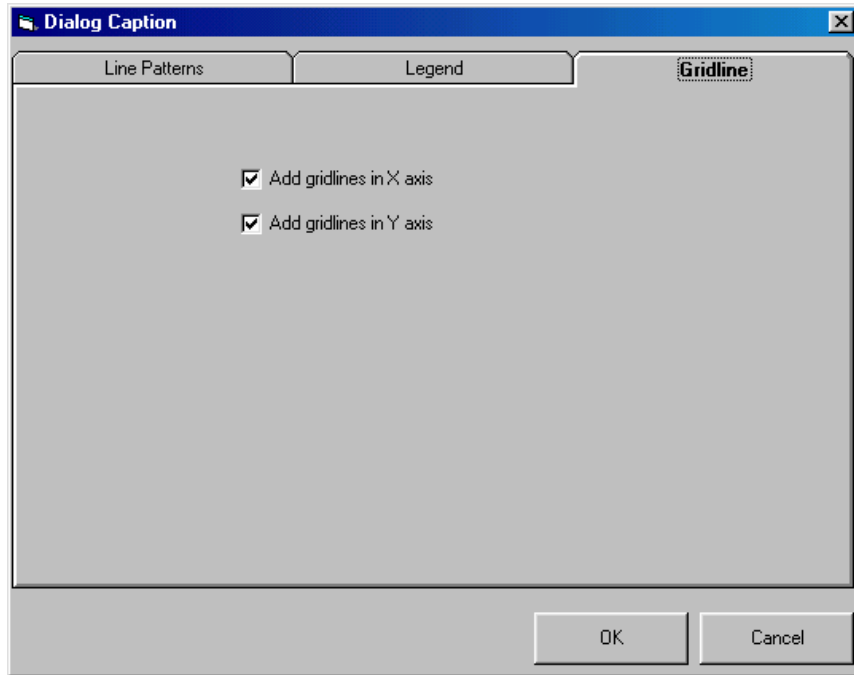 Dialog Caption
Line Patterns Legend Gridline
Add gridlines in X axis
Add gridlines in Y axis
OK Cancel